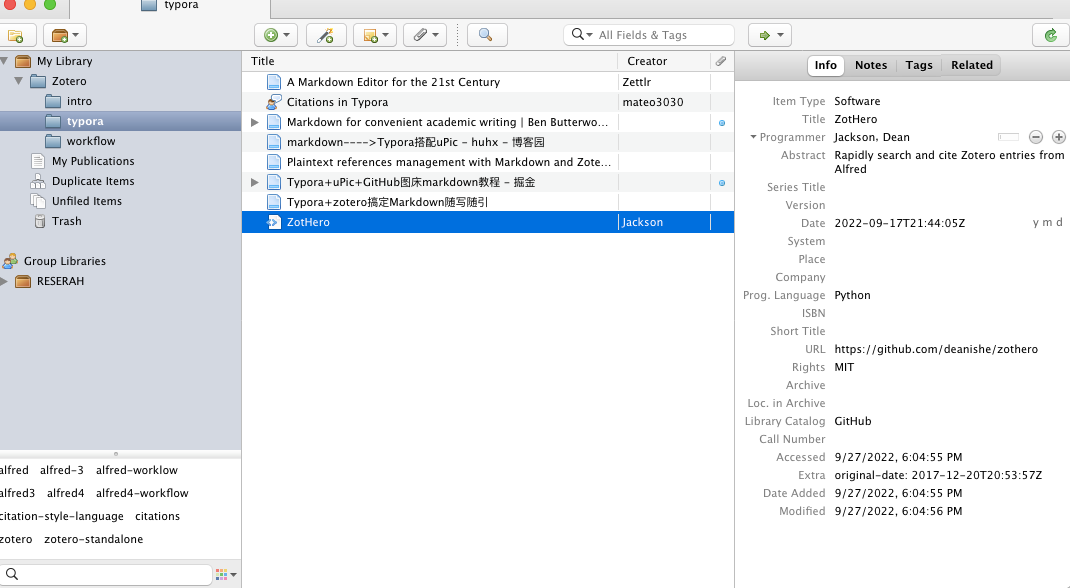 typora
All Fields & Tags
My Library
Zotero
intro
typora
workflow
My Publications
Duplicate Items
Unfiled Items
Trash
Group Libraries
RESERAH
alfred alfred-3 alfred-worklow
alfred3 alfred4 alfred4-workflow
citation-style-language citations
zotero zotero-standalone
Title Creator
A Markdown Editor for the 21st Century Zettlr
Citations in Typora mateo3030
Markdown for convenient academic writing | Ben Butterwo...
markdown---->Typora搭配uPic - huhx - 博客园
Plaintext references management with Markdown and Zote...
Typora+uPic+GitHub图床markdown教程 - 掘金
Typora+zotero搞定Markdown随写随引
ZotHero Jackson
Info Notes Tags Related
Item Type Software
Title ZotHero
Programmer Jackson, Dean
Abstract Rapidly search and cite Zotero entries from
Alfred
Series Title
Version
Date 2022-09-17T21:44:05Z y m d
System
Place
Company
Prog. Language Python
ISBN
Short Title
URL https://github.com/deanishe/zothero
Rights MIT
Archive
Loc. in Archive
Library Catalog GitHub
Call Number
Accessed 9/27/2022, 6:04:55 PM
Extra original-date: 2017-12-20T20:53:57Z
Date Added 9/27/2022, 6:04:55 PM
Modified 9/27/2022, 6:04:56 PM